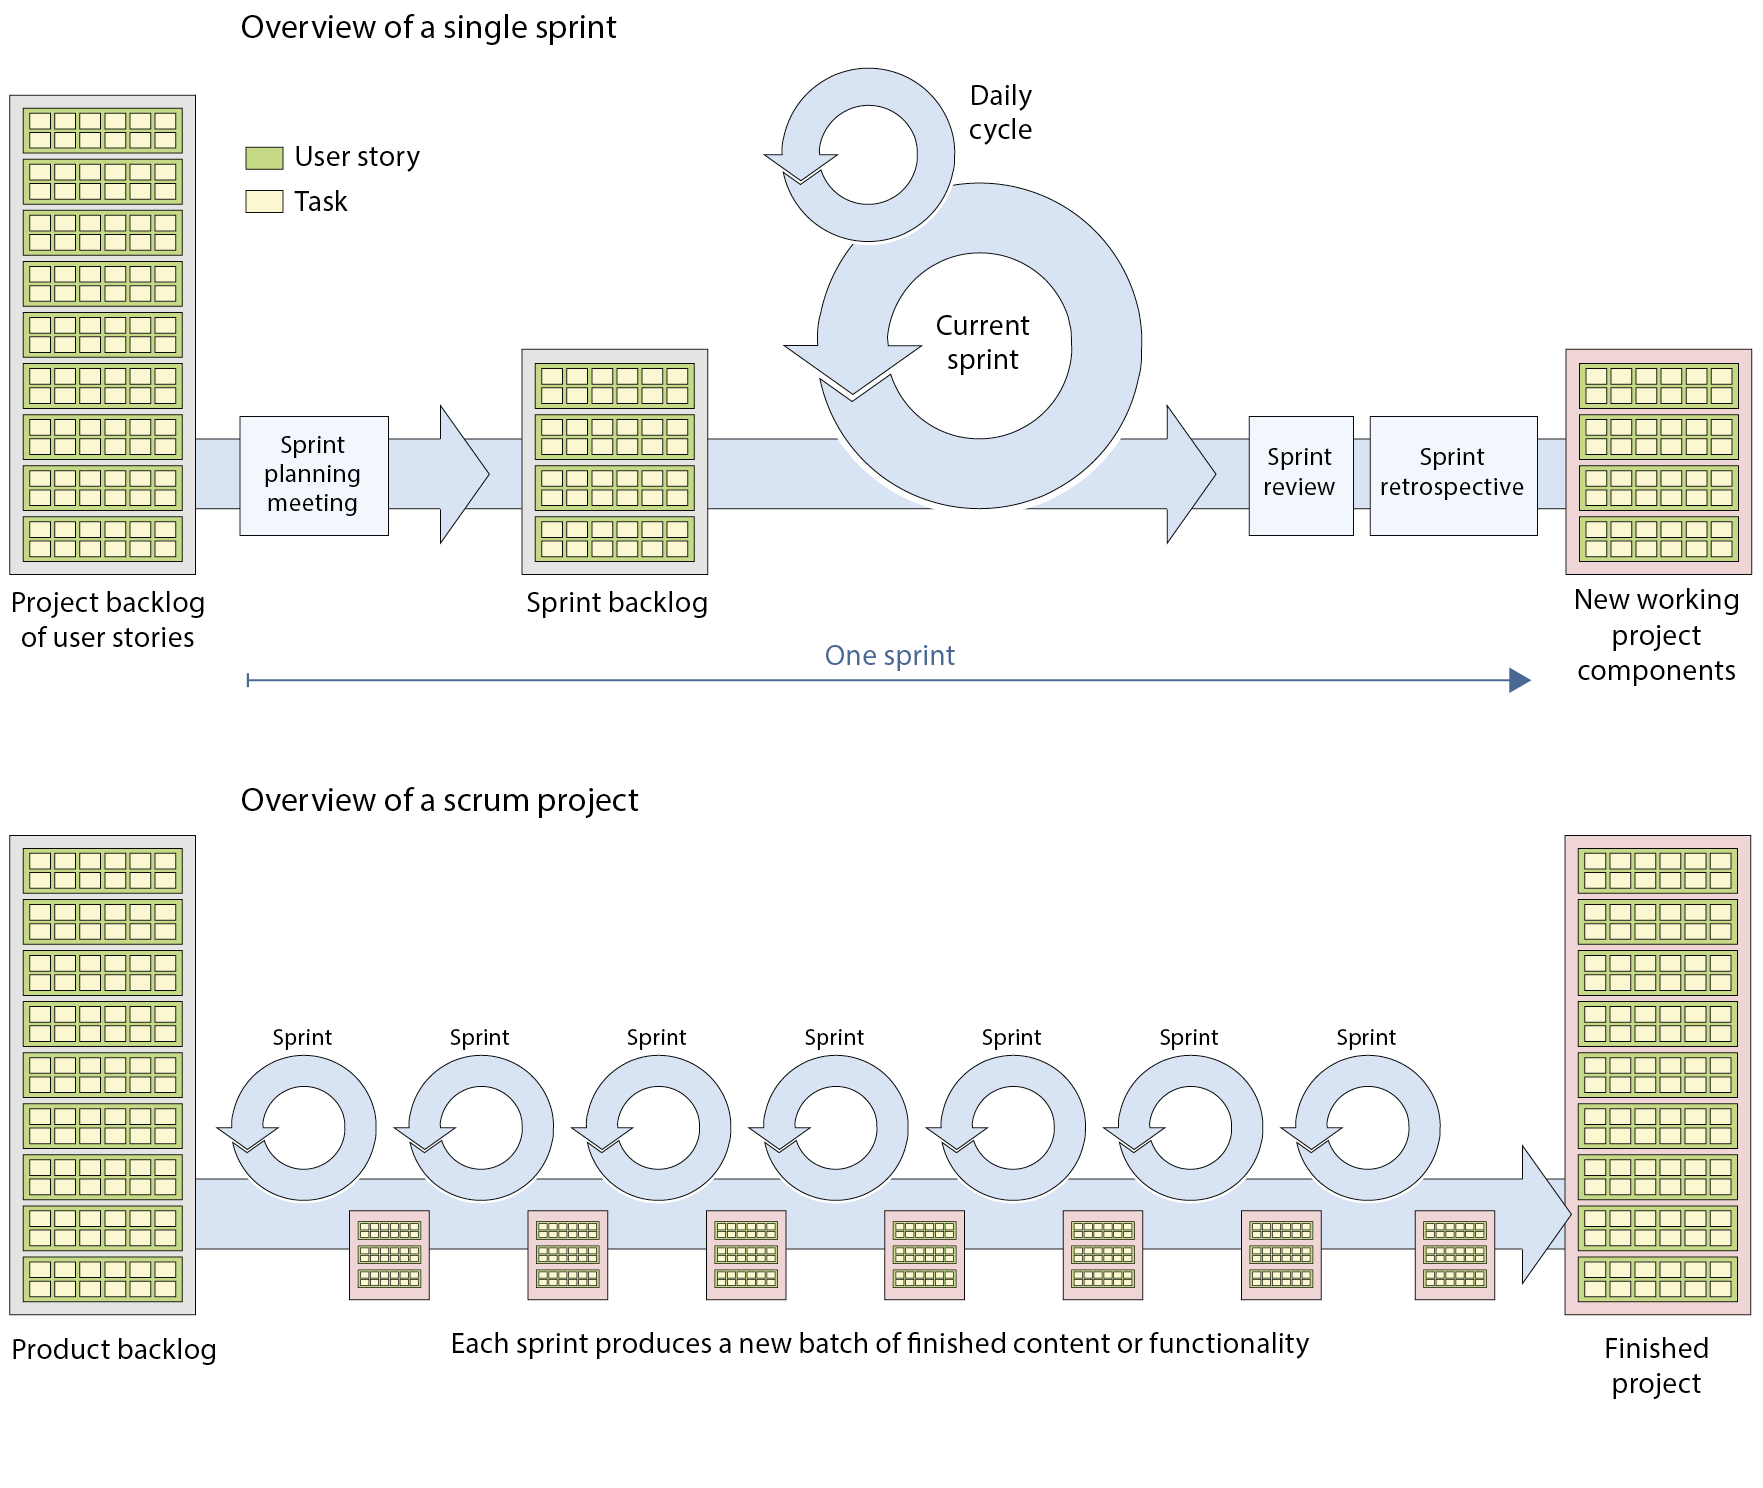 Overview of a single sprint
Daily
cycle
User story
Task
Current
sprint
Sprint
planning
meeting
Sprint
review
Sprint
retrospective
Project backlog
of user stories
Sprint backlog
New working
project
components
One sprint
Overview of a scrum project
Sprint
Sprint
Sprint
Sprint
Sprint
Sprint
Sprint
Product backlog
Each sprint produces a new batch of finished content or functionality
Finished
project